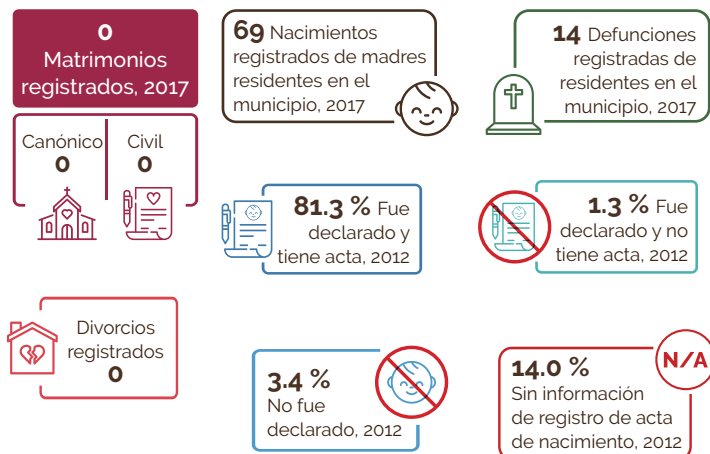 0
Matrimonios
registrados, 2017
Canónico
0
Civil
0
69 Nacimientos
registrados de madres
residentes en el
municipio, 2017
14 Defunciones
registradas de
residentes en el
municipio, 2017
81.3 % Fue
declarado y
tiene acta, 2012
1.3 % Fue
declarado y no
tiene acta, 2012
Divorcios
registrados
0
3.4 %
No fue
declarado, 2012
N/A
14.0 %
Sin información
de registro de acta
de nacimiento, 2012